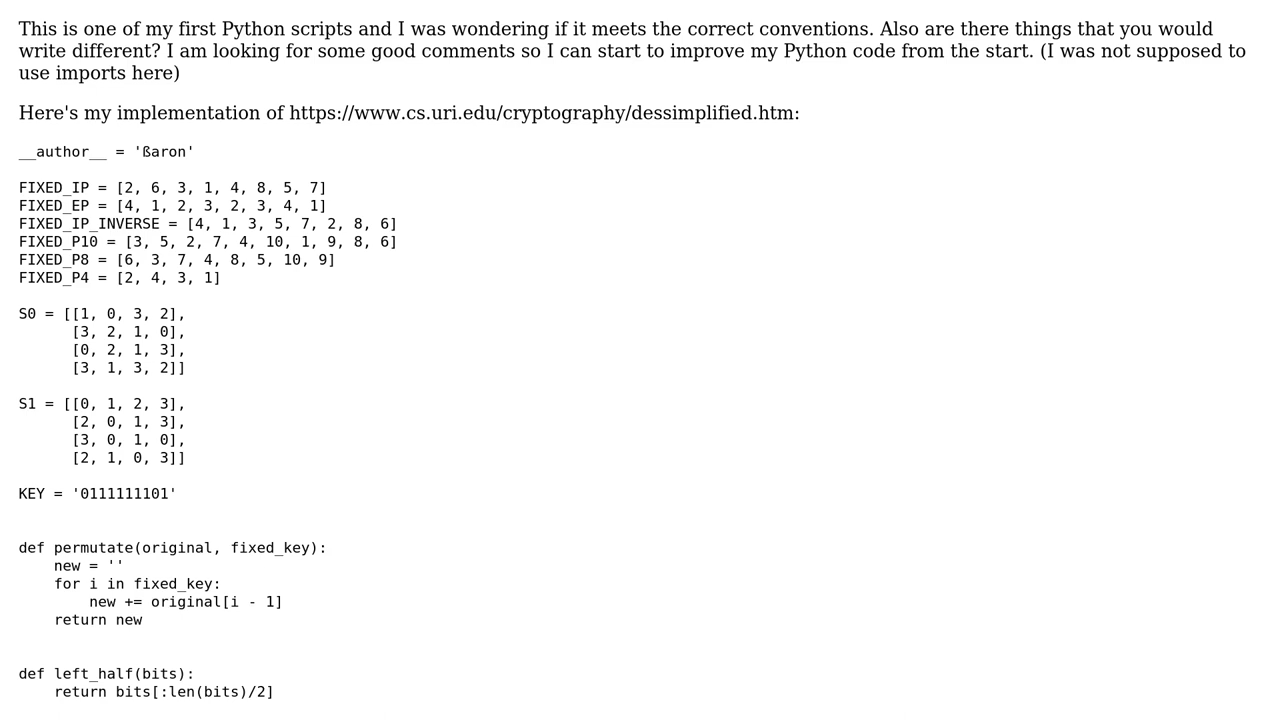 This is one of my first Python scripts and I was wondering if it meets the correct conventions. Also are there things that you would
write different? I am looking for some good comments so I can start to improve my Python code from the start. (I was not supposed to
use imports here)
Here's my implementation of https://www.cs.uri.edu/cryptography/dessimplified.htm:
__author__ = 'ßaron'
FIXED_IP = [2, 6, 3, 1, 4, 8, 5, 7]
FIXED_EP = [4, 1, 2, 3, 2, 3, 4, 1]
FIXED_IP_INVERSE = [4, 1, 3, 5, 7, 2, 8, 6]
FIXED_P10 = [3, 5, 2, 7, 4, 10, 1, 9, 8, 6]
FIXED_P8 = [6, 3, 7, 4, 8, 5, 10, 9]
FIXED_P4 = [2, 4, 3, 1]
S0 = [[1, 0, 3, 2],
      [3, 2, 1, 0],
      [0, 2, 1, 3],
      [3, 1, 3, 2]]
S1 = [[0, 1, 2, 3],
      [2, 0, 1, 3],
      [3, 0, 1, 0],
      [2, 1, 0, 3]]
KEY = '0111111101'
def permutate(original, fixed_key):
    new = ''
    for i in fixed_key:
        new += original[i - 1]
    return new
def left_half(bits):
    return bits[:len(bits)/2]